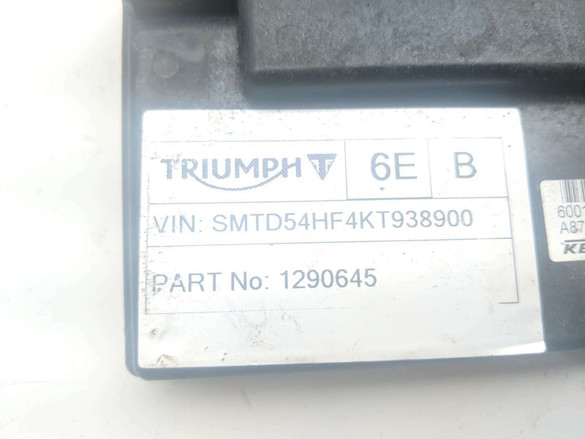 TRIUMPH 6E B
VIN: SMTD54HF4KT938900
PART No: 1290645